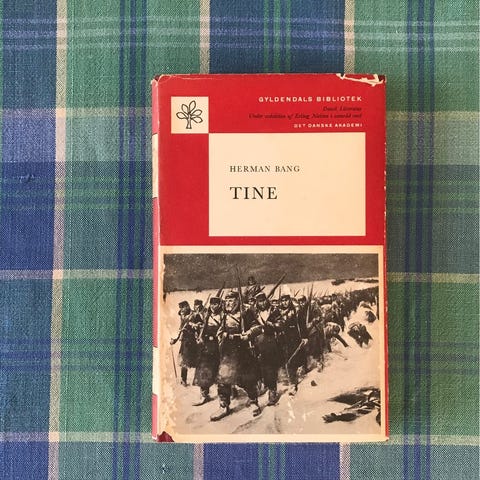 GYLDENDALS BIBLIOTEK
Dansk Litteratur
Under redaktion af Erling Nielsen i samråd med
DET DANSKE AKADEMI
HERMAN BANG
TINE